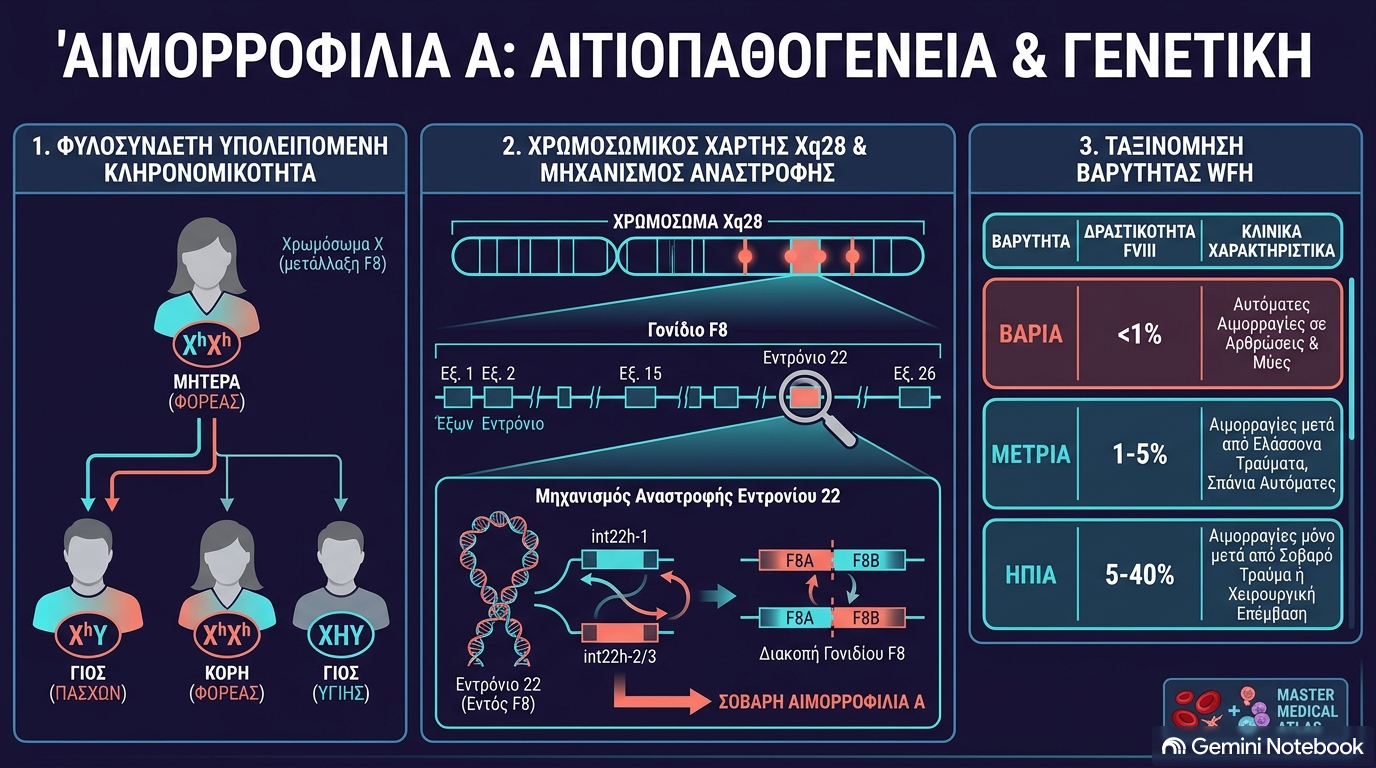 'ΑΙΜΟΡΡΟΦΙΛΙΑ Α: ΑΙΤΙΟΠΑΘΟΓΕΝΕΙΑ & ΓΕΝΕΤΙΚΗ
1. ΦΥΛΟΣΥΝΔΕΤΗ ΥΠΟΛΕΙΠΟΜΕΝΗ
ΚΛΗΡΟΝΟΜΙΚΟΤΗΤΑ
Χρωμόσωμα Χ
(μετάλλαξη F8)
XʰXʰ
ΜΗΤΕΡΑ
(ΦΟΡΕΑΣ)
XʰY
ΓΙΟΣ
(ΠΑΣΧΩΝ)
XʰXʰ
ΚΟΡΗ
(ΦΟΡΕΑΣ)
XHY
ΓΙΟΣ
(ΥΓΙΗΣ)
2. ΧΡΩΜΟΣΩΜΙΚΟΣ ΧΑΡΤΗΣ Xq28 &
ΜΗΧΑΝΙΣΜΟΣ ΑΝΑΣΤΡΟΦΗΣ
ΧΡΩΜΟΣΩΜΑ Xq28
Γονίδιο F8
Εντρόνιο 22
Εξ. 1 Εξ. 2
Εξ. 15
Εξ. 26
Έξων Εντρόνιο
Μηχανισμός Αναστροφής Εντρονίου 22
int22h-1
int22h-2/3
Εντρόνιο 22
(Εντός F8)
F8A F8B
F8A F8B
Διακοπή Γονιδίου F8
ΣΟΒΑΡΗ ΑΙΜΟΡΡΟΦΙΛΙΑ Α
3. ΤΑΞΙΝΟΜΗΣΗ
ΒΑΡΥΤΗΤΑΣ WFH
ΒΑΡΥΤΗΤΑ
ΔΡΑΣΤΙΚΟΤΗΤΑ
FVIII
ΚΛΙΝΙΚΑ
ΧΑΡΑΚΤΗΡΙΣΤΙΚΑ
ΒΑΡΙΑ
<1%
Αυτόματες
Αιμορραγίες σε
Αρθρώσεις &
Μύες
ΜΕΤΡΙΑ
1-5%
Αιμορραγίες μετά
από Ελάσσονα
Τραύματα,
Σπάνια Αυτόματες
ΗΠΙΑ
5-40%
Αιμορραγίες μόνο
μετά από Σοβαρό
Τραύμα ή
Χειρουργική
Επέμβαση
MASTER
MEDICAL
ATLAS
Gemini Notebook